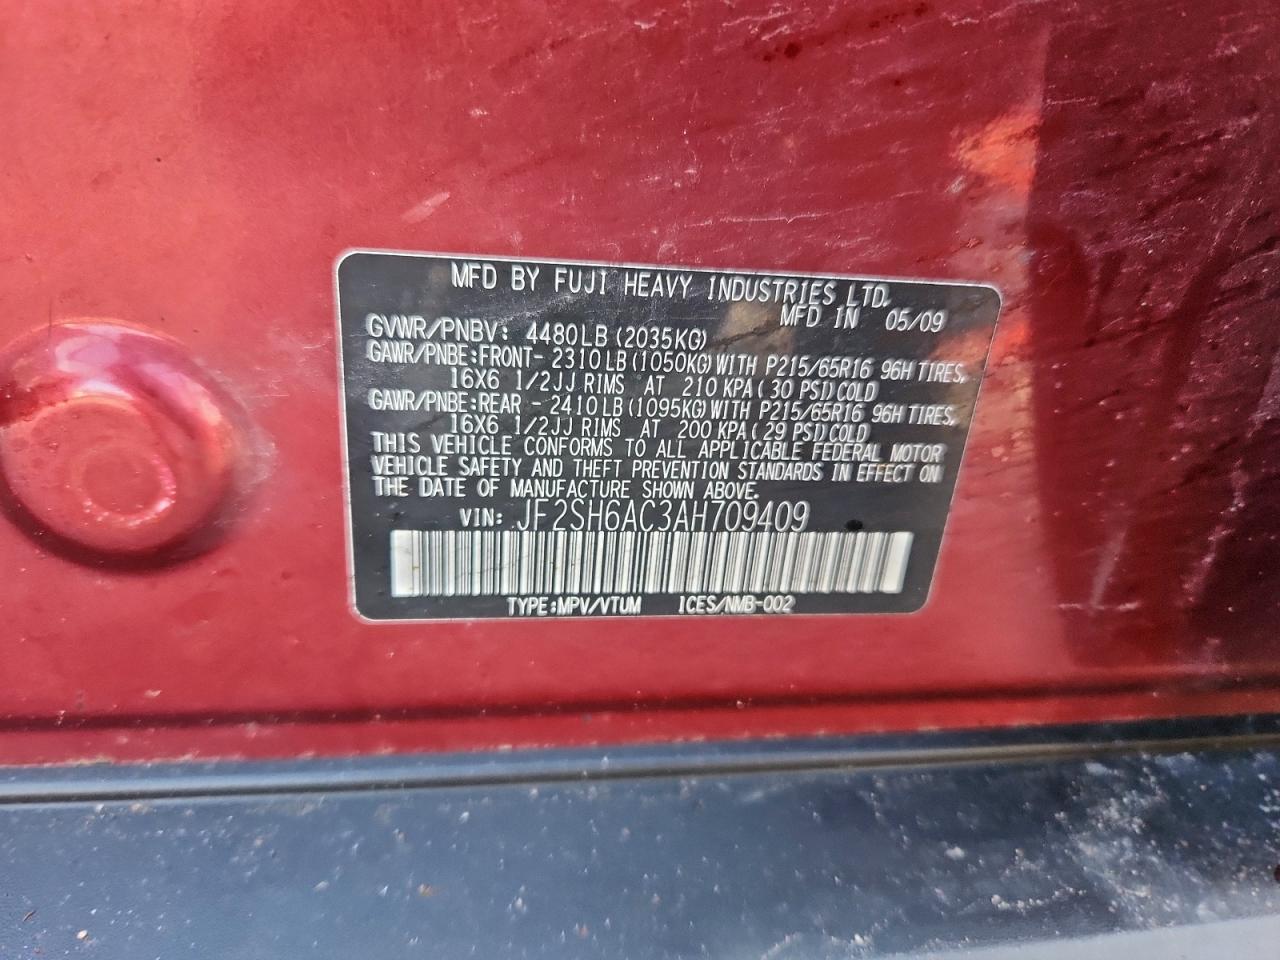 MFD BY FUJI HEAVY INDUSTRIES LTD.
MFD IN 05/09
GVWR/PNBV: 4480LB (2035KG)
GAWR/PNBE:FRONT- 2310LB (1050KG) WITH P215/65R16 96H TIRES,
16X6 1/2JJ RIMS AT 210 KPA (30 PSI) COLD
GAWR/PNBE:REAR - 2410LB (1095KG) WITH P215/65R16 96H TIRES,
16X6 1/2JJ RIMS AT 200 KPA (29 PSI) COLD
THIS VEHICLE CONFORMS TO ALL APPLICABLE FEDERAL MOTOR
VEHICLE SAFETY AND THEFT PREVENTION STANDARDS IN EFFECT ON
THE DATE OF MANUFACTURE SHOWN ABOVE.
VIN: JF2SH6AC3AH709409
TYPE:MPV/VTUM ICES/NMB-002